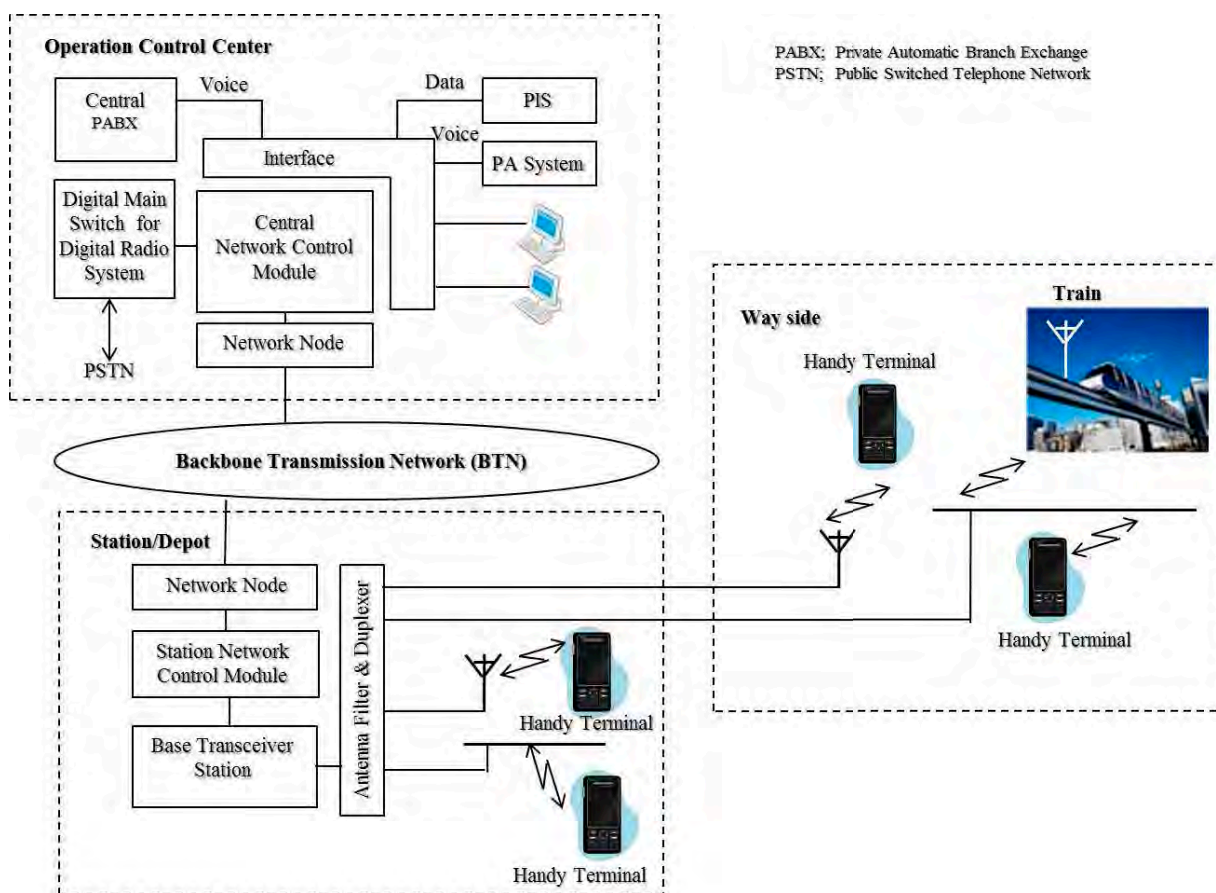 Operation Control Center
PABX; Private Automatic Branch Exchange
PSTN; Public Switched Telephone Network
Central
PABX
Voice
Data
PIS
Voice
Interface
PA System
Digital Main
Switch for
Digital Radio
System
Central
Network Control
Module
Network Node
PSTN
Backbone Transmission Network (BTN)
Station/Depot
Network Node
Station Network
Control Module
Base Transceiver
Station
Antenna Filter & Duplexer
Handy Terminal
Handy Terminal
Way side
Train
Handy Terminal
Handy Terminal